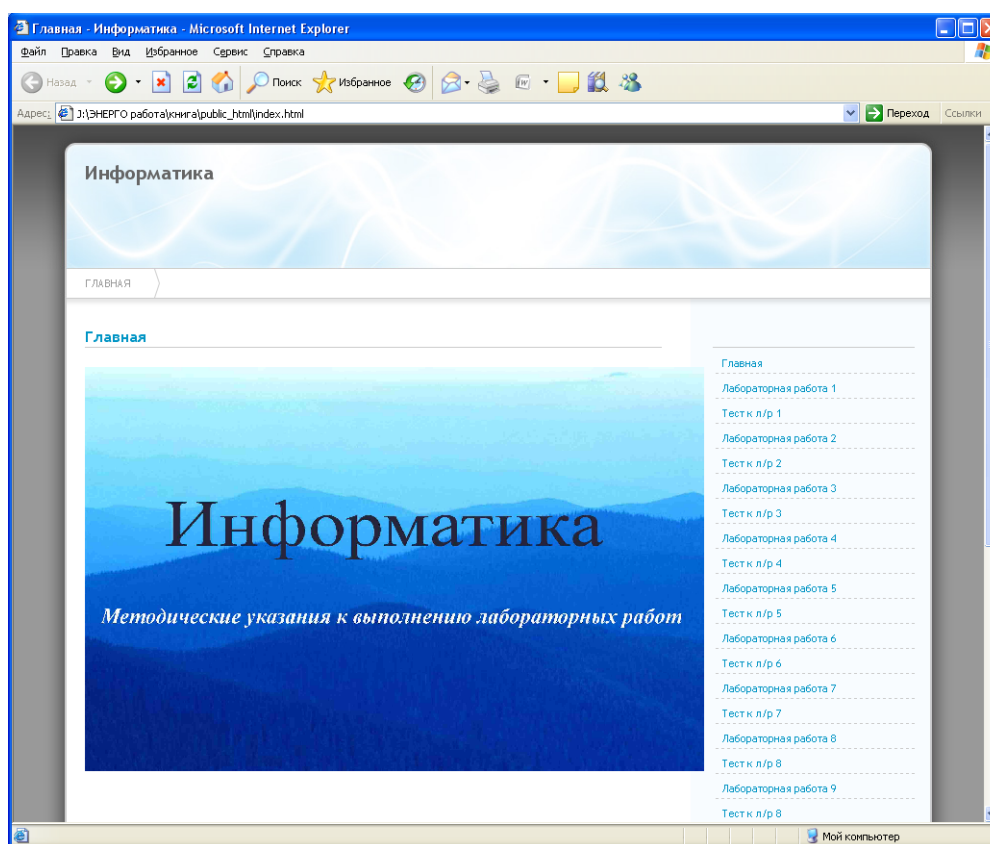 Главная - Информатика - Microsoft Internet Explorer
Файл Правка Вид Избранное Сервис Справка
Назад Поиск Избранное
Адрес: J:\ЭНЕРГО работа\книга\public_html\index.html Переход Ссылки
Информатика
ГЛАВНАЯ
Главная
Информатика
Методические указания к выполнению лабораторных работ
Главная
Лабораторная работа 1
Тест к л/р 1
Лабораторная работа 2
Тест к л/р 2
Лабораторная работа 3
Тест к л/р 3
Лабораторная работа 4
Тест к л/р 4
Лабораторная работа 5
Тест к л/р 5
Лабораторная работа 6
Тест к л/р 6
Лабораторная работа 7
Тест к л/р 7
Лабораторная работа 8
Тест к л/р 8
Лабораторная работа 9
Тест к л/р 8
Мой компьютер